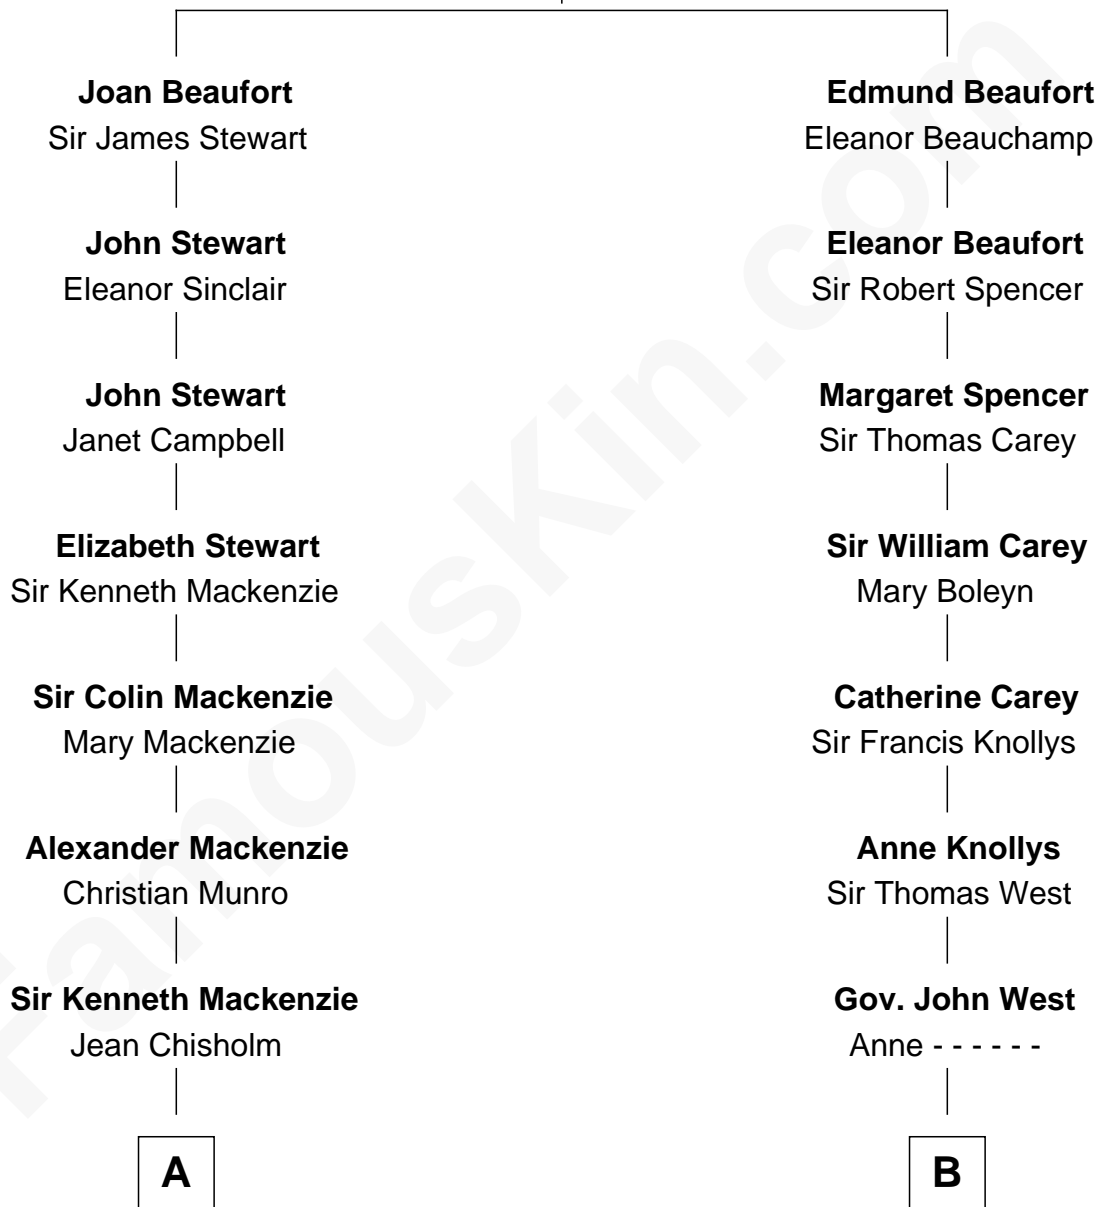 Joan Beaufort
Sir James Stewart
John Stewart
Eleanor Sinclair
John Stewart
Janet Campbell
Elizabeth Stewart
Sir Kenneth Mackenzie
Sir Colin Mackenzie
Mary Mackenzie
Alexander Mackenzie
Christian Munro
Sir Kenneth Mackenzie
Jean Chisholm
A
Edmund Beaufort
Eleanor Beauchamp
Eleanor Beaufort
Sir Robert Spencer
Margaret Spencer
Sir Thomas Carey
Sir William Carey
Mary Boleyn
Catherine Carey
Sir Francis Knollys
Anne Knollys
Sir Thomas West
Gov. John West
Anne - - - - - -
B
FamousKin.com